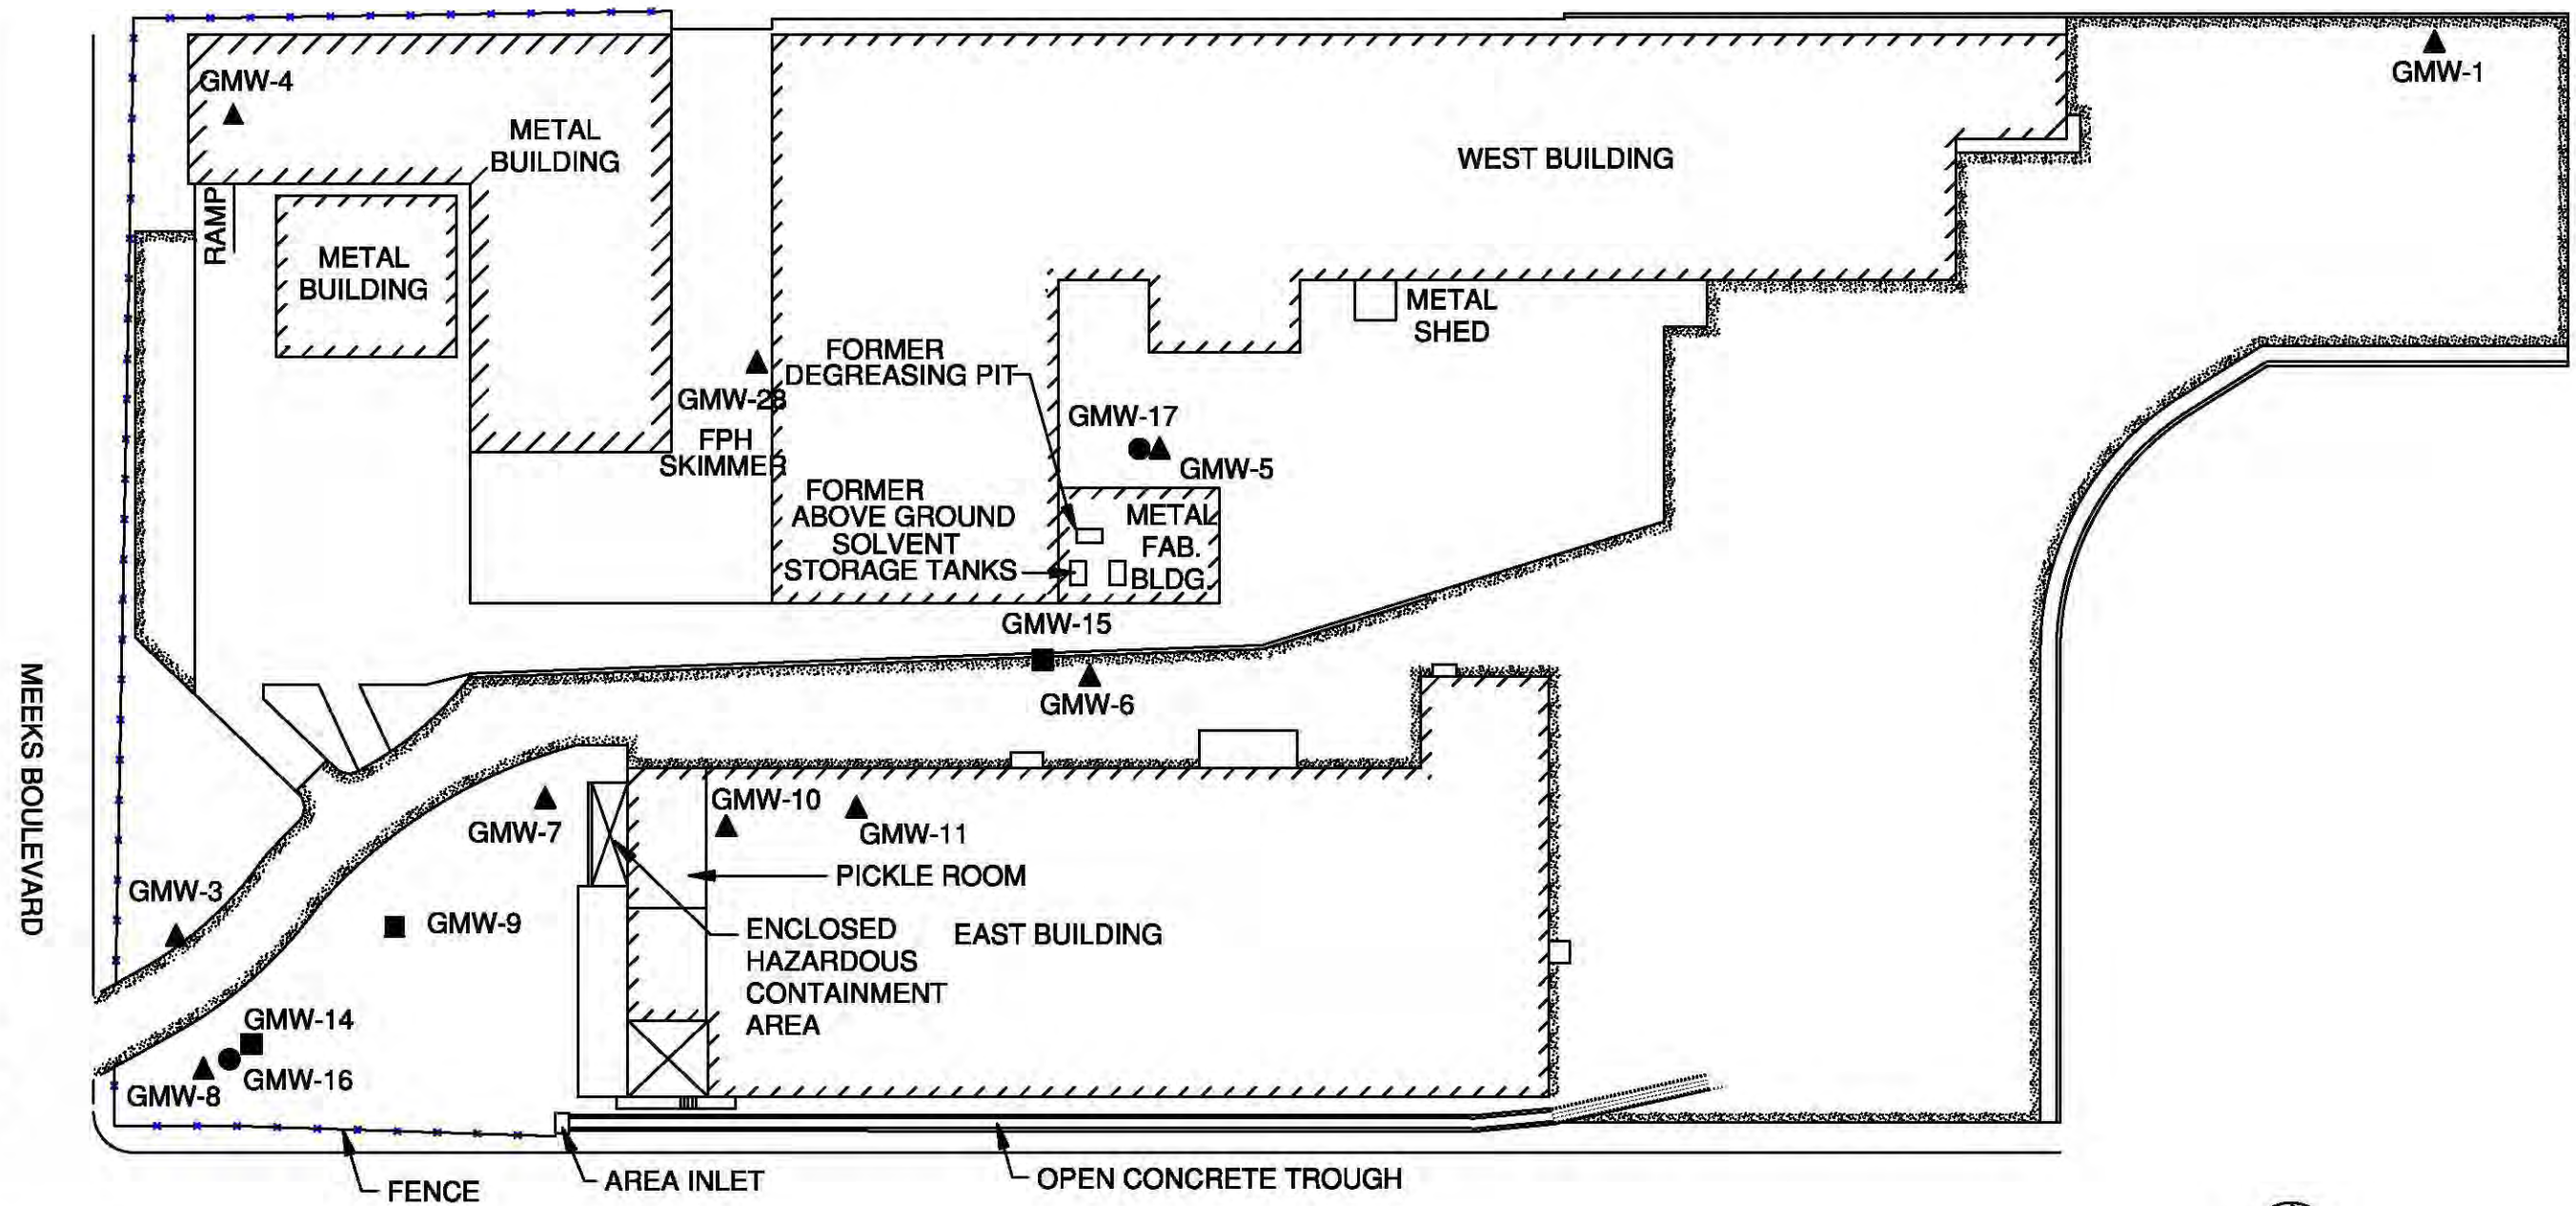 GMW-4
METAL
BUILDING
RAMP
METAL
BUILDING
WEST BUILDING
GMW-1
METAL
SHED
FORMER
DEGREASING PIT
GMW-28
FPH
SKIMMER
GMW-17
GMW-5
FORMER
ABOVE GROUND
SOLVENT
STORAGE TANKS
METAL
FAB.
BLDG.
GMW-15
GMW-6
MEEKS BOULEVARD
GMW-7
GMW-10
GMW-11
PICKLE ROOM
GMW-3
GMW-9
ENCLOSED
HAZARDOUS
CONTAINMENT
AREA
EAST BUILDING
GMW-14
GMW-16
GMW-8
FENCE
AREA INLET
OPEN CONCRETE TROUGH